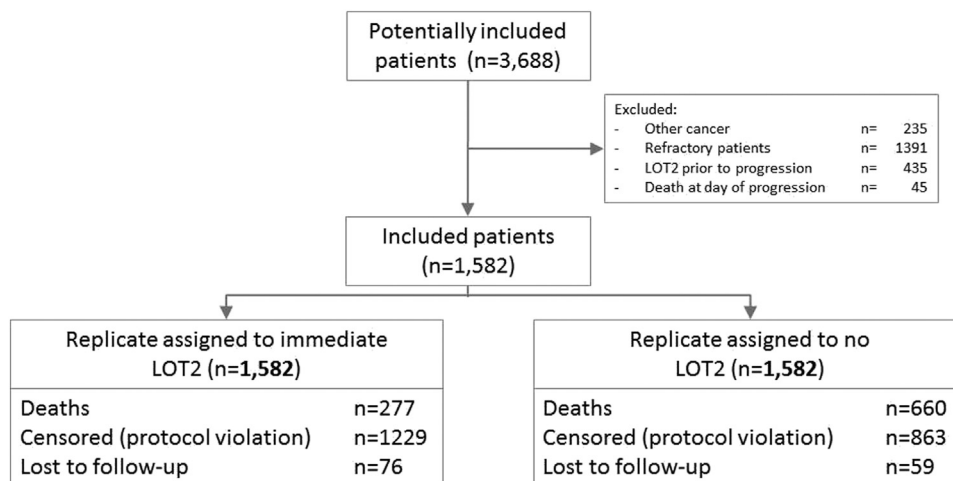 Potentially included
patients (n=3,688)
Excluded:
- Other cancer n= 235
- Refractory patients n= 1391
- LOT2 prior to progression n= 435
- Death at day of progression n= 45
Included patients
(n=1,582)
Replicate assigned to immediate
LOT2 (n=1,582)
Deaths n=277
Censored (protocol violation) n=1229
Lost to follow-up n=76
Replicate assigned to no
LOT2 (n=1,582)
Deaths n=660
Censored (protocol violation) n=863
Lost to follow-up n=59